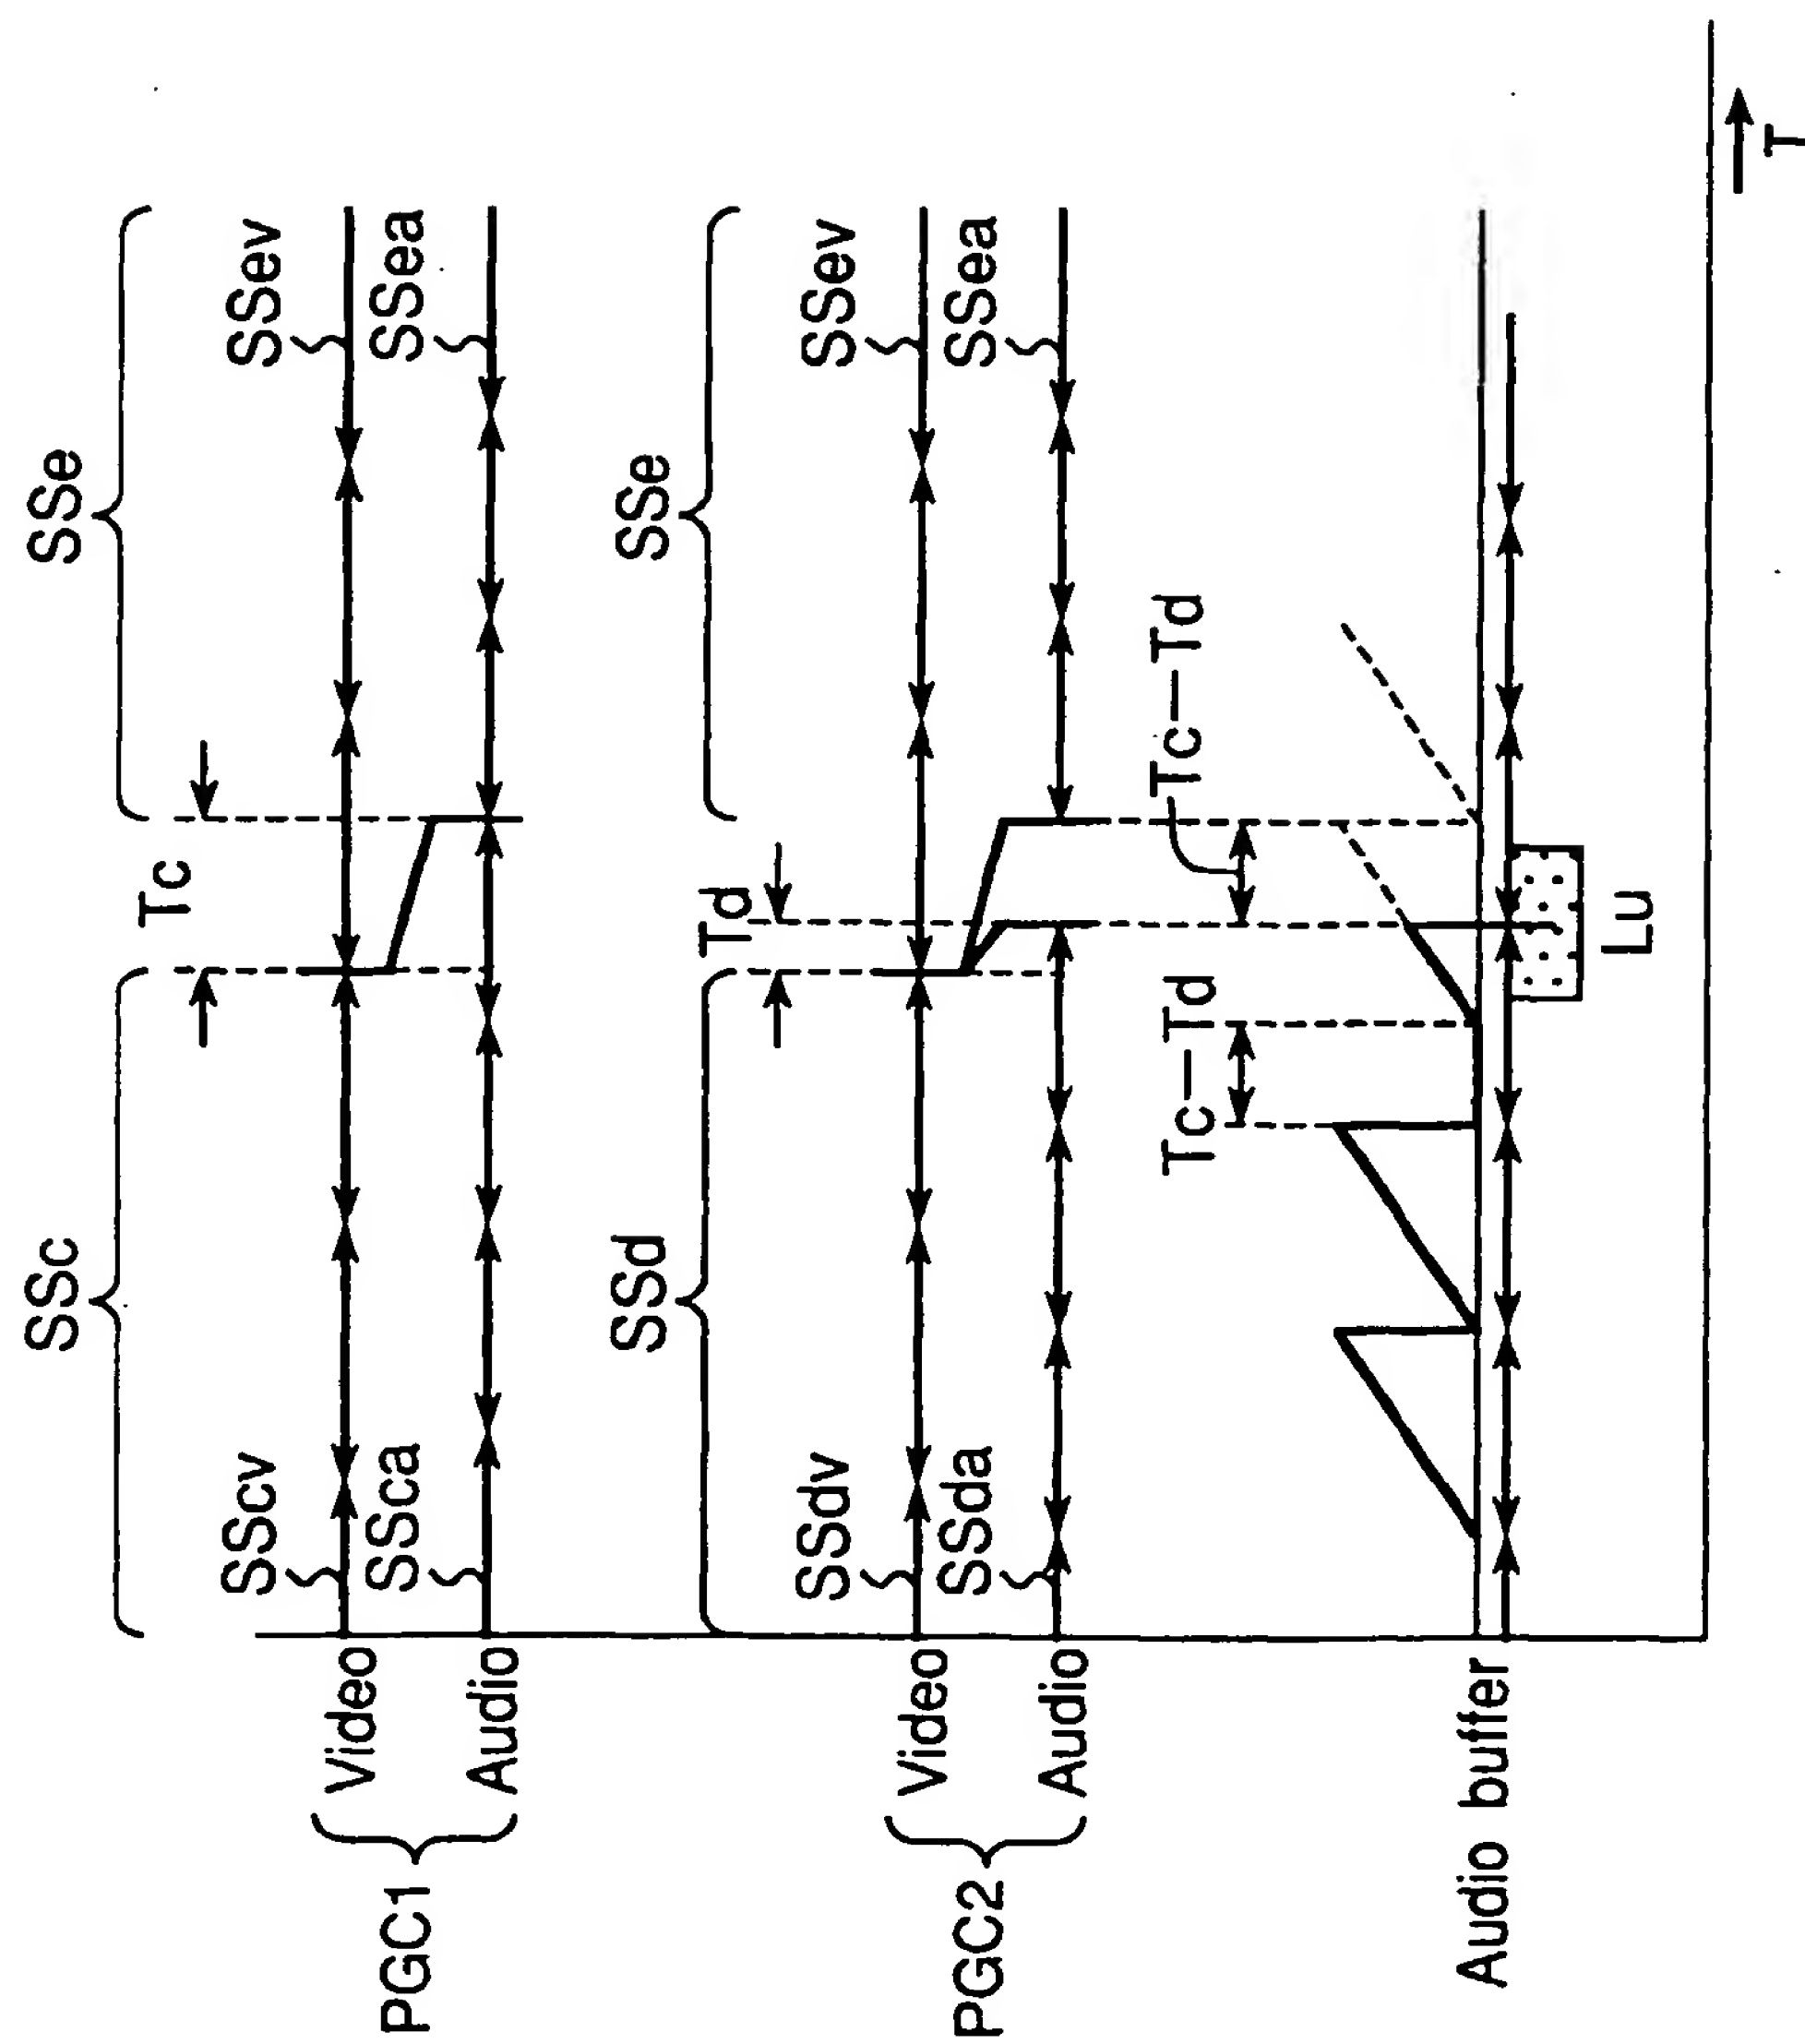 SSc
SSe
Tc
SScv
SSev
Video
SSca
SSea
Audio
PGC1
SSd
SSe
Td
SSdv
SSev
Video
SSda
SSea
Audio
PGC2
Tc-Td
Tc-Td
Audio buffer
Lu
T